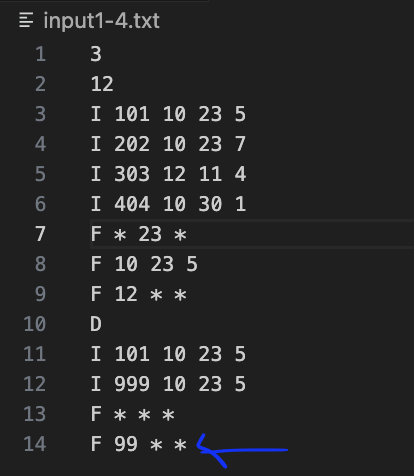 input1-4.txt
1 3
2 12
3 I 101 10 23 5
4 I 202 10 23 7
5 I 303 12 11 4
6 I 404 10 30 1
7 F * 23 *
8 F 10 23 5
9 F 12 * *
10 D
11 I 101 10 23 5
12 I 999 10 23 5
13 F * * *
14 F 99 * *